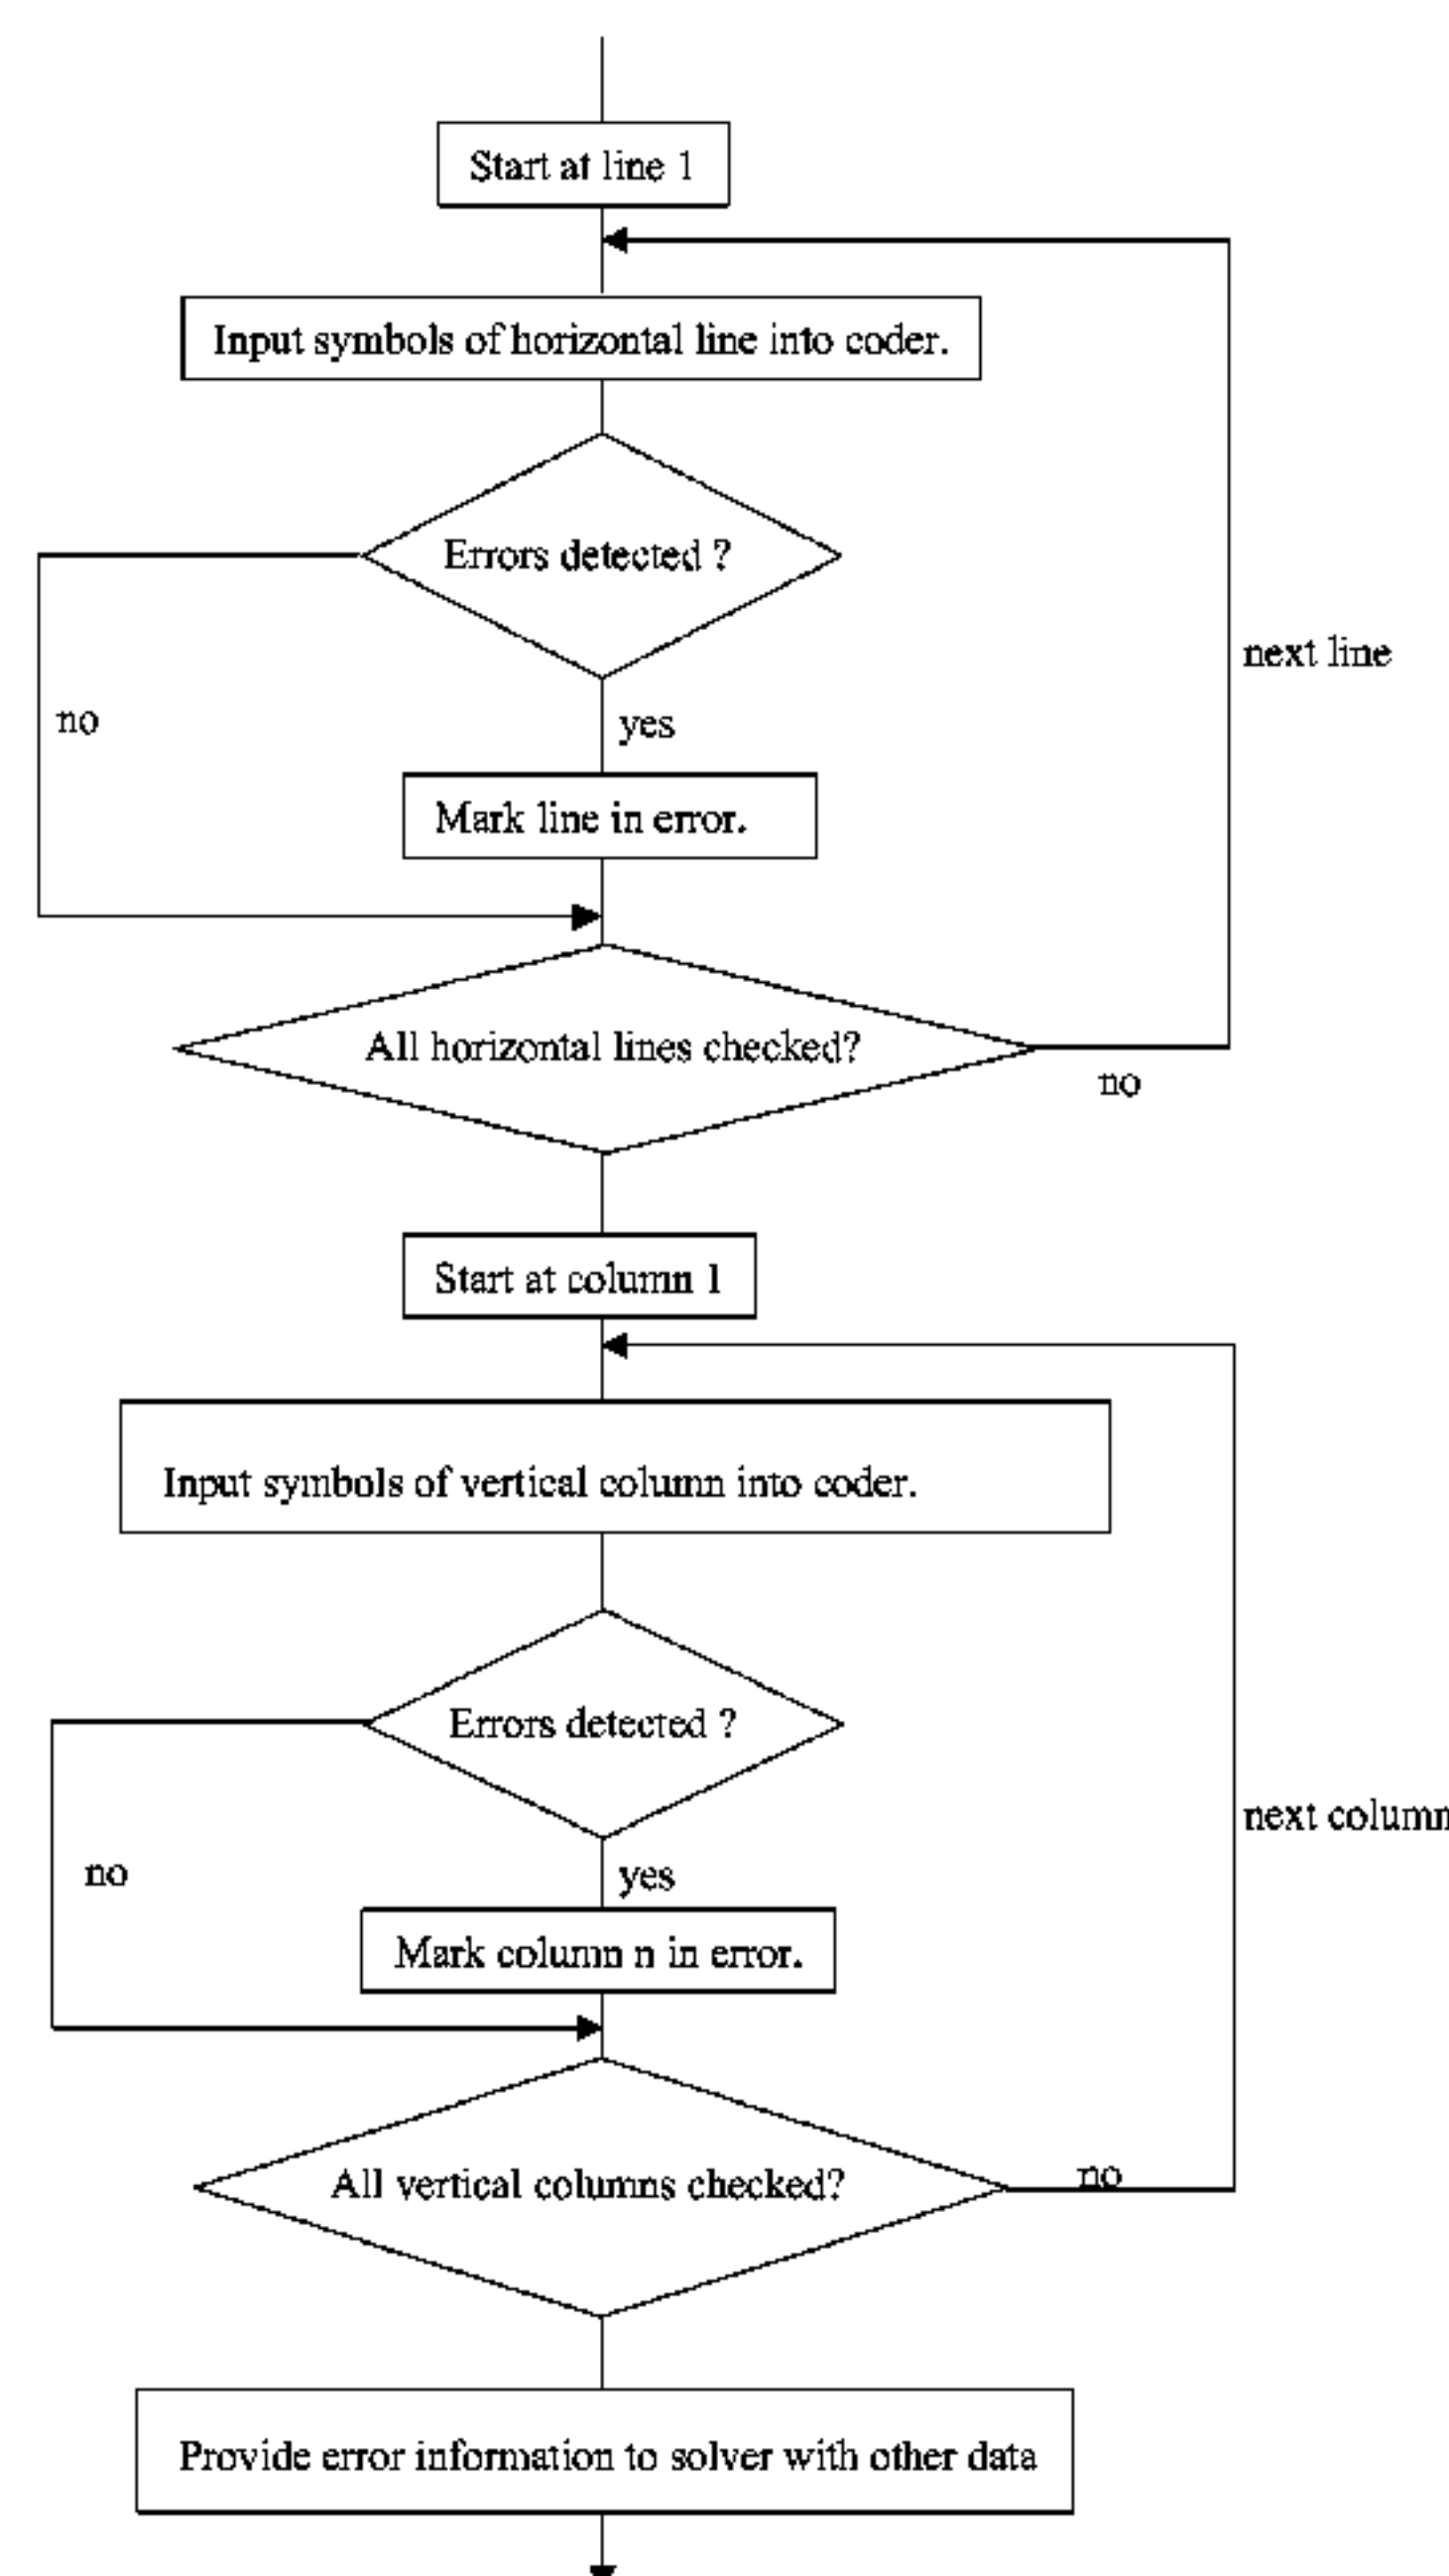 Start at line 1
Input symbols of horizontal line into coder.
Errors detected ?
next line
no
yes
Mark line in error.
All horizontal lines checked?
no
Start at column 1
Input symbols of vertical column into coder.
Errors detected ?
next column
no
yes
Mark column n in error.
All vertical columns checked?
no
Provide error information to solver with other data